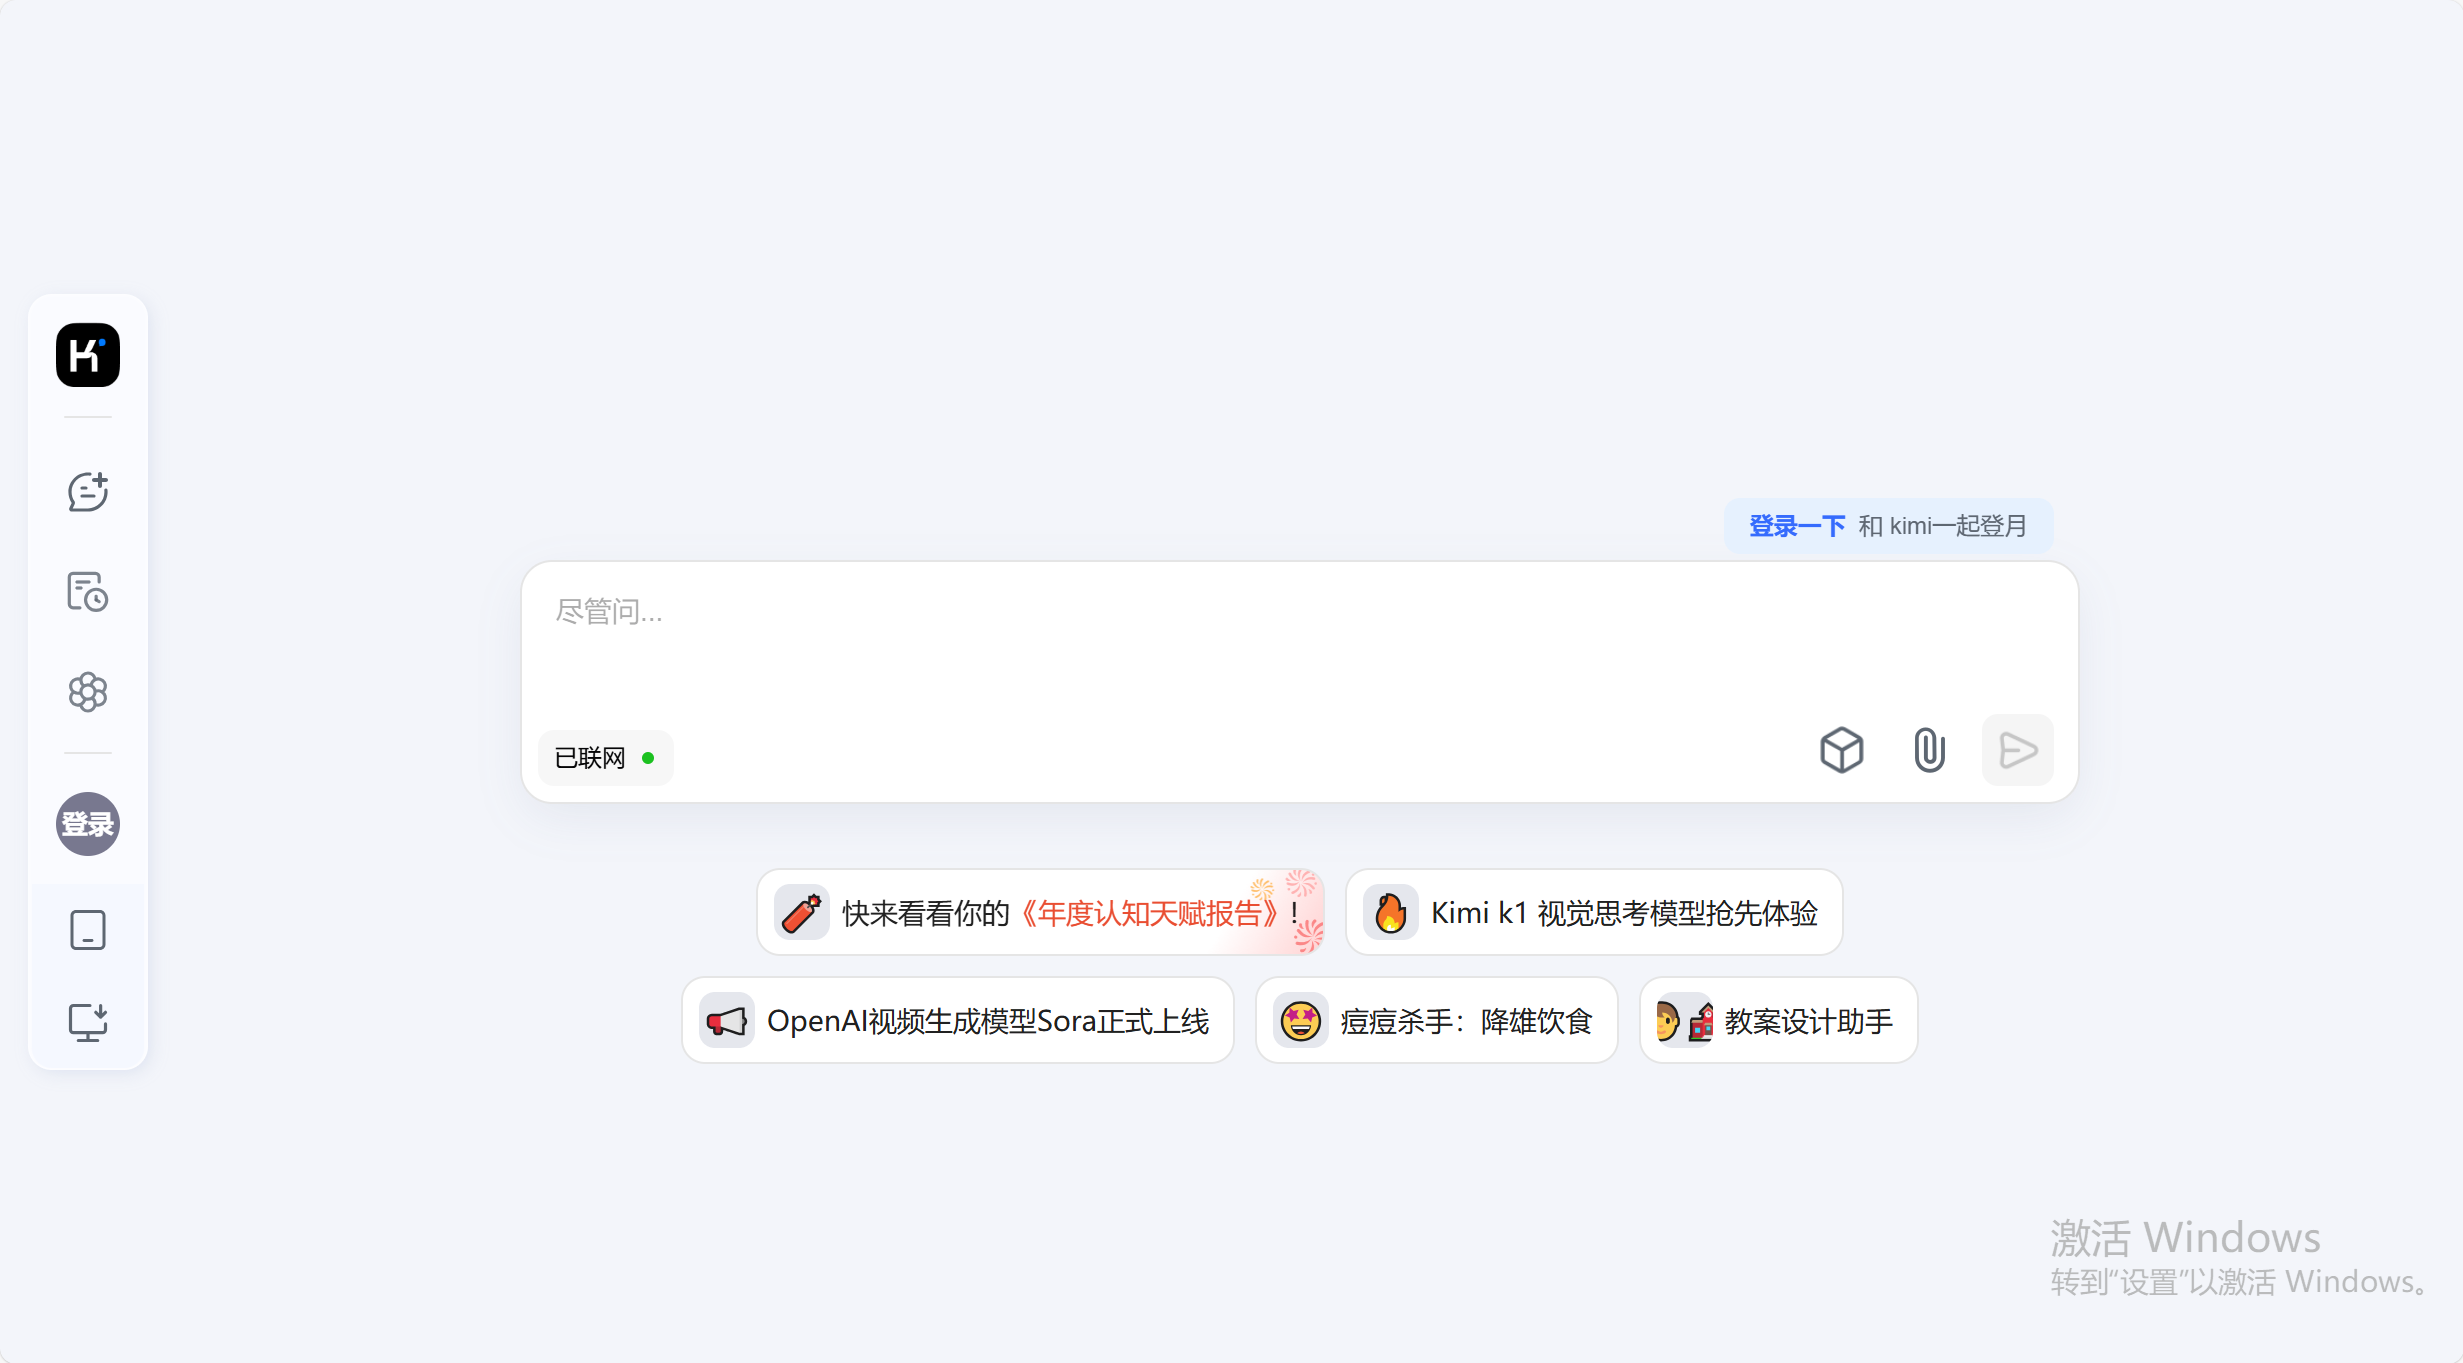 登录一下 和 kimi一起登月
尽管问...
已联网
登录
快来看看你的《年度认知天赋报告》!
Kimi k1 视觉思考模型抢先体验
OpenAI视频生成模型Sora正式上线
痘痘杀手：降雄饮食
教案设计助手
激活 Windows
转到“设置”以激活 Windows。